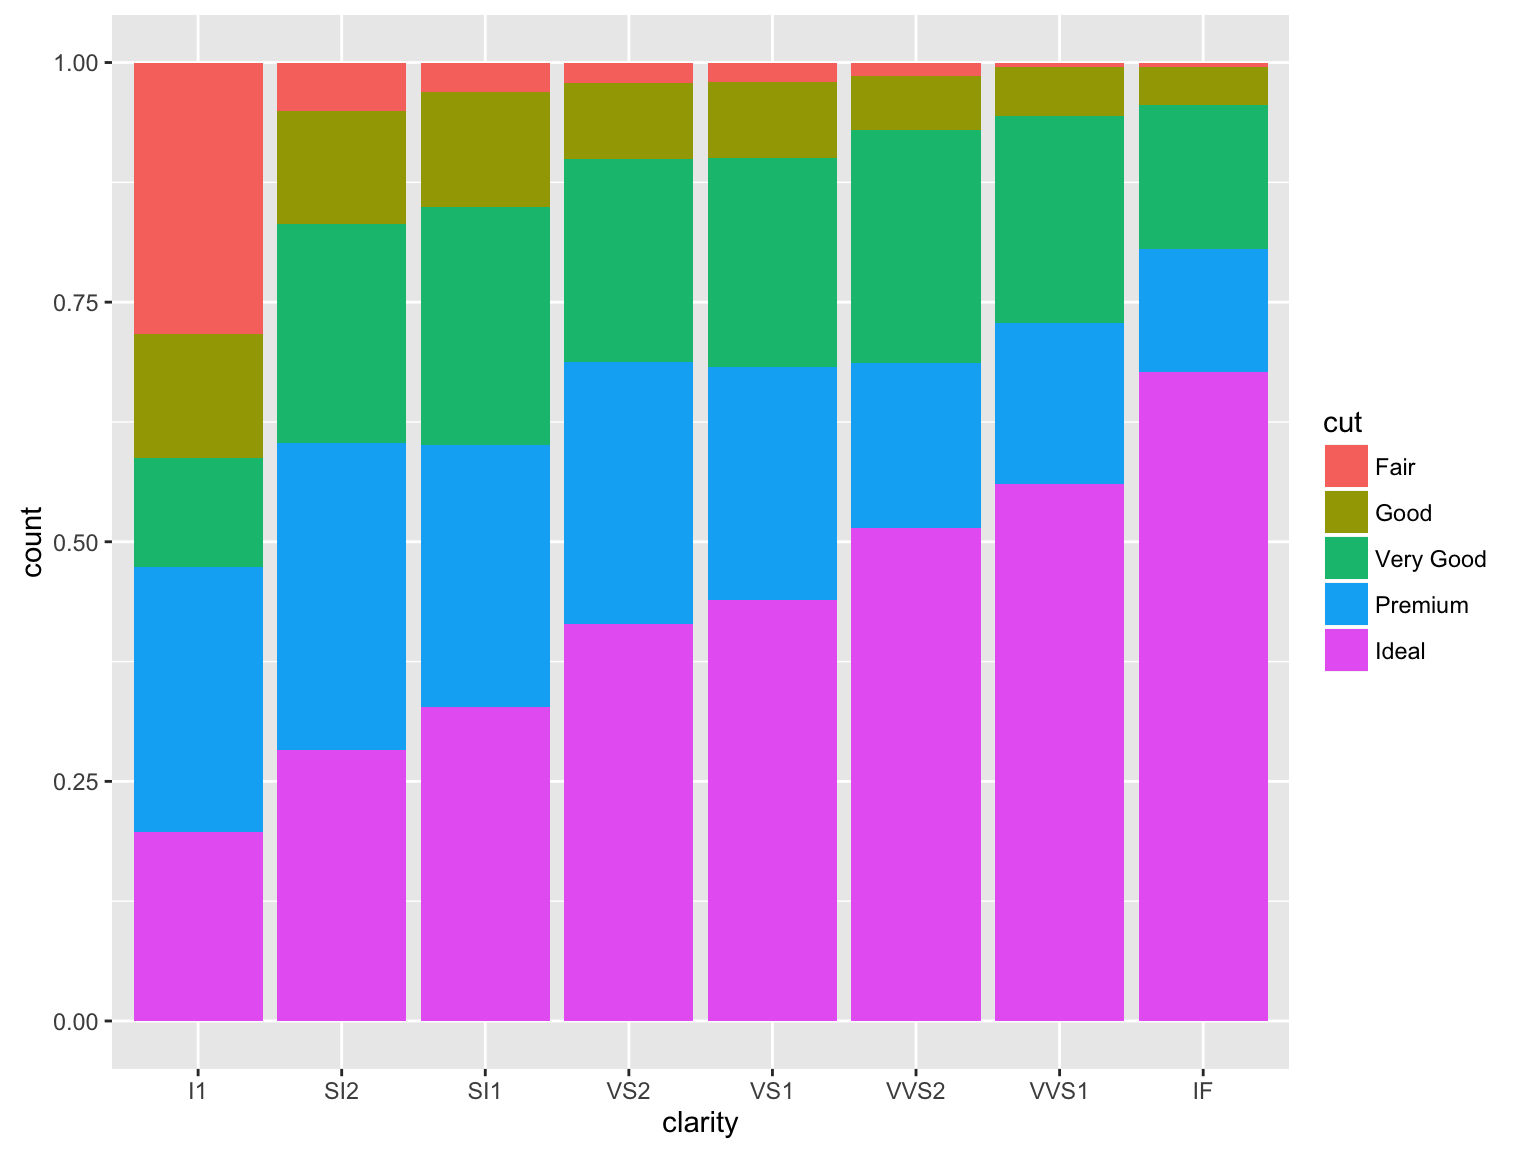 1.00
0.75
0.50
0.25
0.00
count
I1 SI2 SI1 VS2 VS1 VVS2 VVS1 IF
clarity
cut
Fair
Good
Very Good
Premium
Ideal